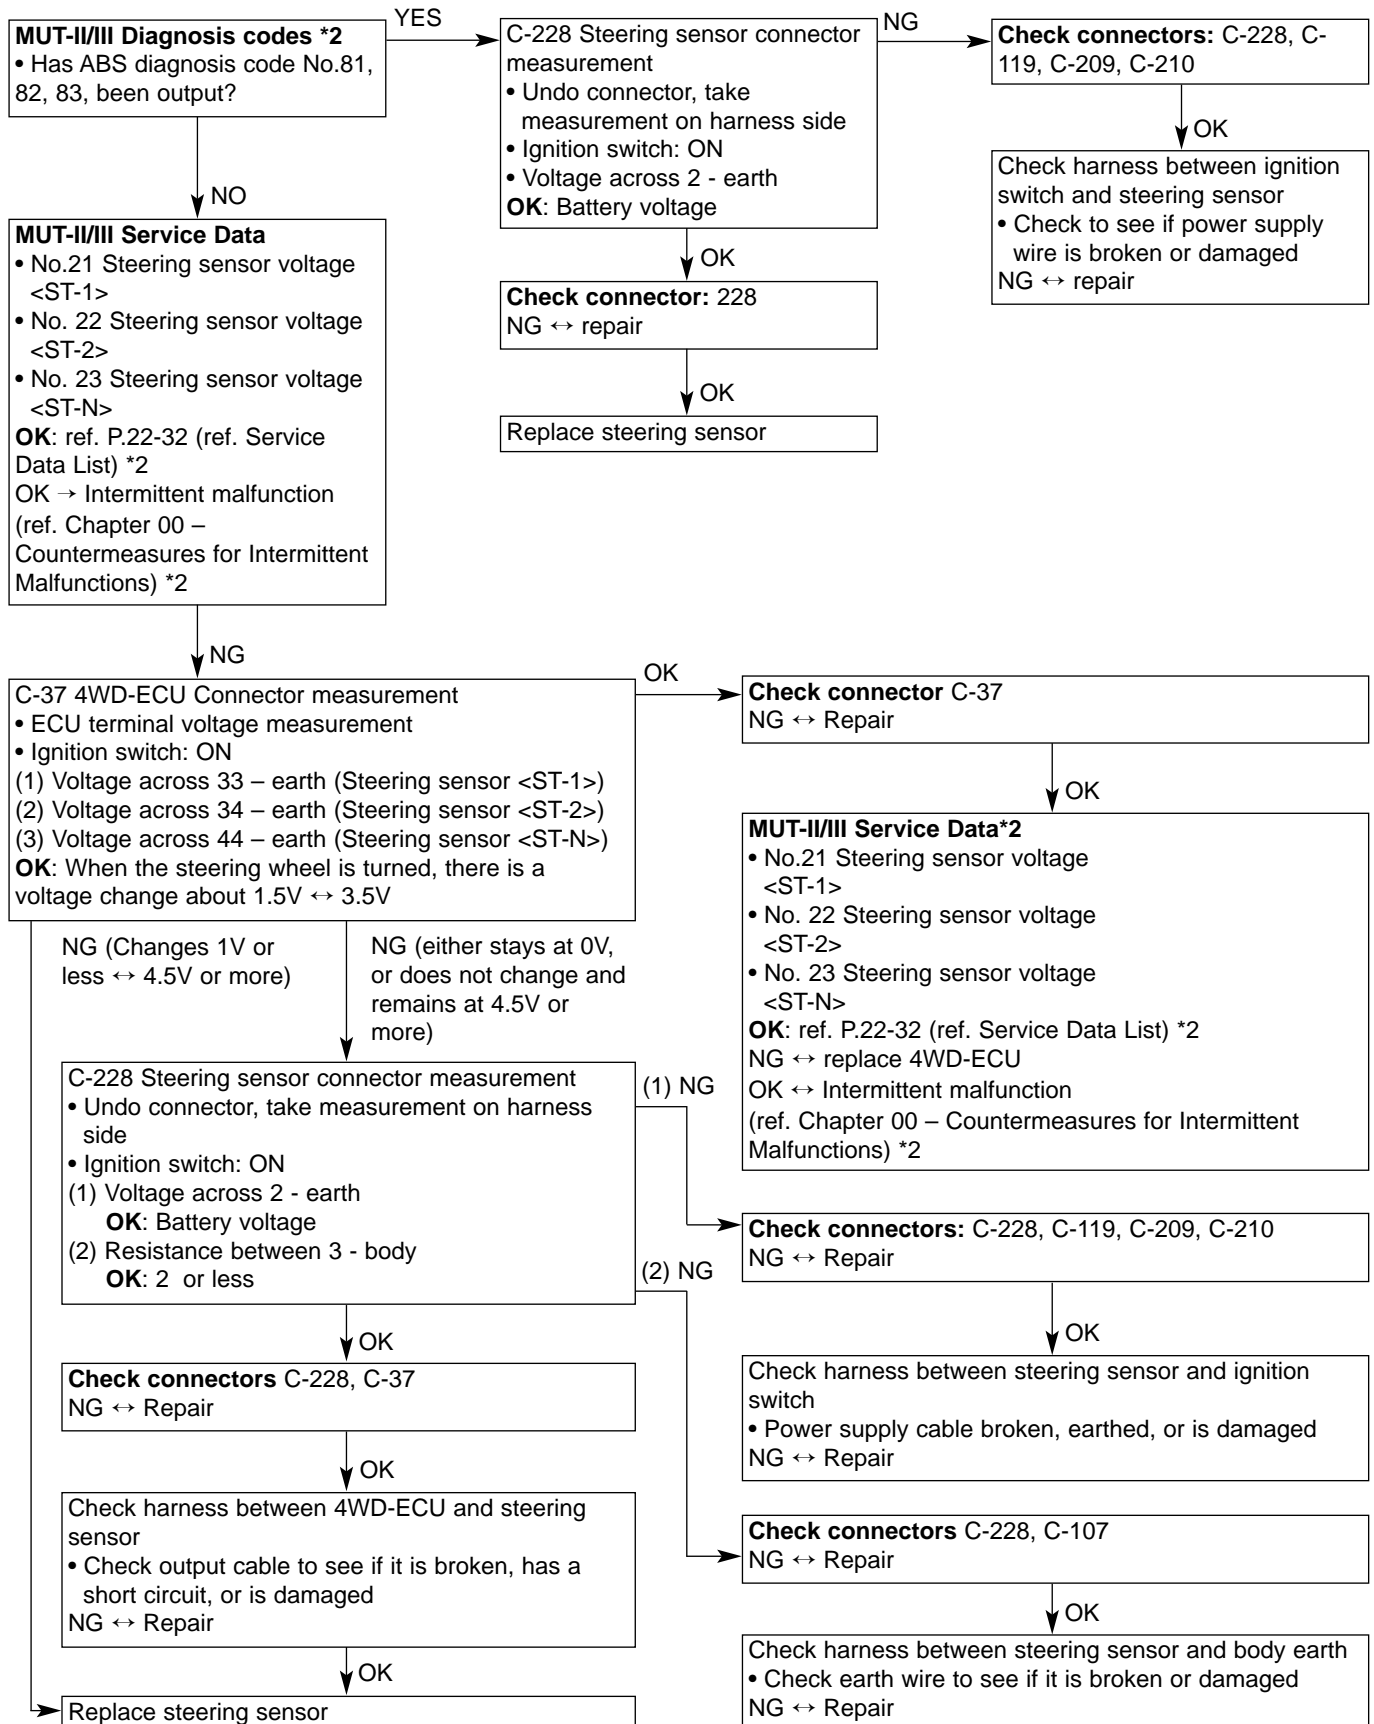 MUT-II/III Diagnosis codes *2
• Has ABS diagnosis code No.81,
82, 83, been output?
YES
C-228 Steering sensor connector
measurement
• Undo connector, take
measurement on harness side
• Ignition switch: ON
• Voltage across 2 - earth
OK: Battery voltage
NG
Check connectors: C-228, C-
119, C-209, C-210
OK
Check harness between ignition
switch and steering sensor
• Check to see if power supply
wire is broken or damaged
NG ↔ repair
OK
Check connector: 228
NG ↔ repair
OK
Replace steering sensor
NO
MUT-II/III Service Data
• No.21 Steering sensor voltage
<ST-1>
• No. 22 Steering sensor voltage
<ST-2>
• No. 23 Steering sensor voltage
<ST-N>
OK: ref. P.22-32 (ref. Service
Data List) *2
OK → Intermittent malfunction
(ref. Chapter 00 –
Countermeasures for Intermittent
Malfunctions) *2
NG
C-37 4WD-ECU Connector measurement
• ECU terminal voltage measurement
• Ignition switch: ON
(1) Voltage across 33 – earth (Steering sensor <ST-1>)
(2) Voltage across 34 – earth (Steering sensor <ST-2>)
(3) Voltage across 44 – earth (Steering sensor <ST-N>)
OK: When the steering wheel is turned, there is a
voltage change about 1.5V ↔ 3.5V
OK
Check connector C-37
NG ↔ Repair
OK
MUT-II/III Service Data*2
• No.21 Steering sensor voltage
<ST-1>
• No. 22 Steering sensor voltage
<ST-2>
• No. 23 Steering sensor voltage
<ST-N>
OK: ref. P.22-32 (ref. Service Data List) *2
NG ↔ replace 4WD-ECU
OK ↔ Intermittent malfunction
(ref. Chapter 00 – Countermeasures for Intermittent
Malfunctions) *2
NG (Changes 1V or
less ↔ 4.5V or more)
NG (either stays at 0V,
or does not change and
remains at 4.5V or
more)
C-228 Steering sensor connector measurement
• Undo connector, take measurement on harness
side
• Ignition switch: ON
(1) Voltage across 2 - earth
OK: Battery voltage
(2) Resistance between 3 - body
OK: 2 or less
(1) NG
Check connectors: C-228, C-119, C-209, C-210
NG ↔ Repair
OK
Check harness between steering sensor and ignition
switch
• Power supply cable broken, earthed, or is damaged
NG ↔ Repair
(2) NG
Check connectors C-228, C-107
NG ↔ Repair
OK
Check harness between steering sensor and body earth
• Check earth wire to see if it is broken or damaged
NG ↔ Repair
OK
Check connectors C-228, C-37
NG ↔ Repair
OK
Check harness between 4WD-ECU and steering
sensor
• Check output cable to see if it is broken, has a
short circuit, or is damaged
NG ↔ Repair
OK
Replace steering sensor